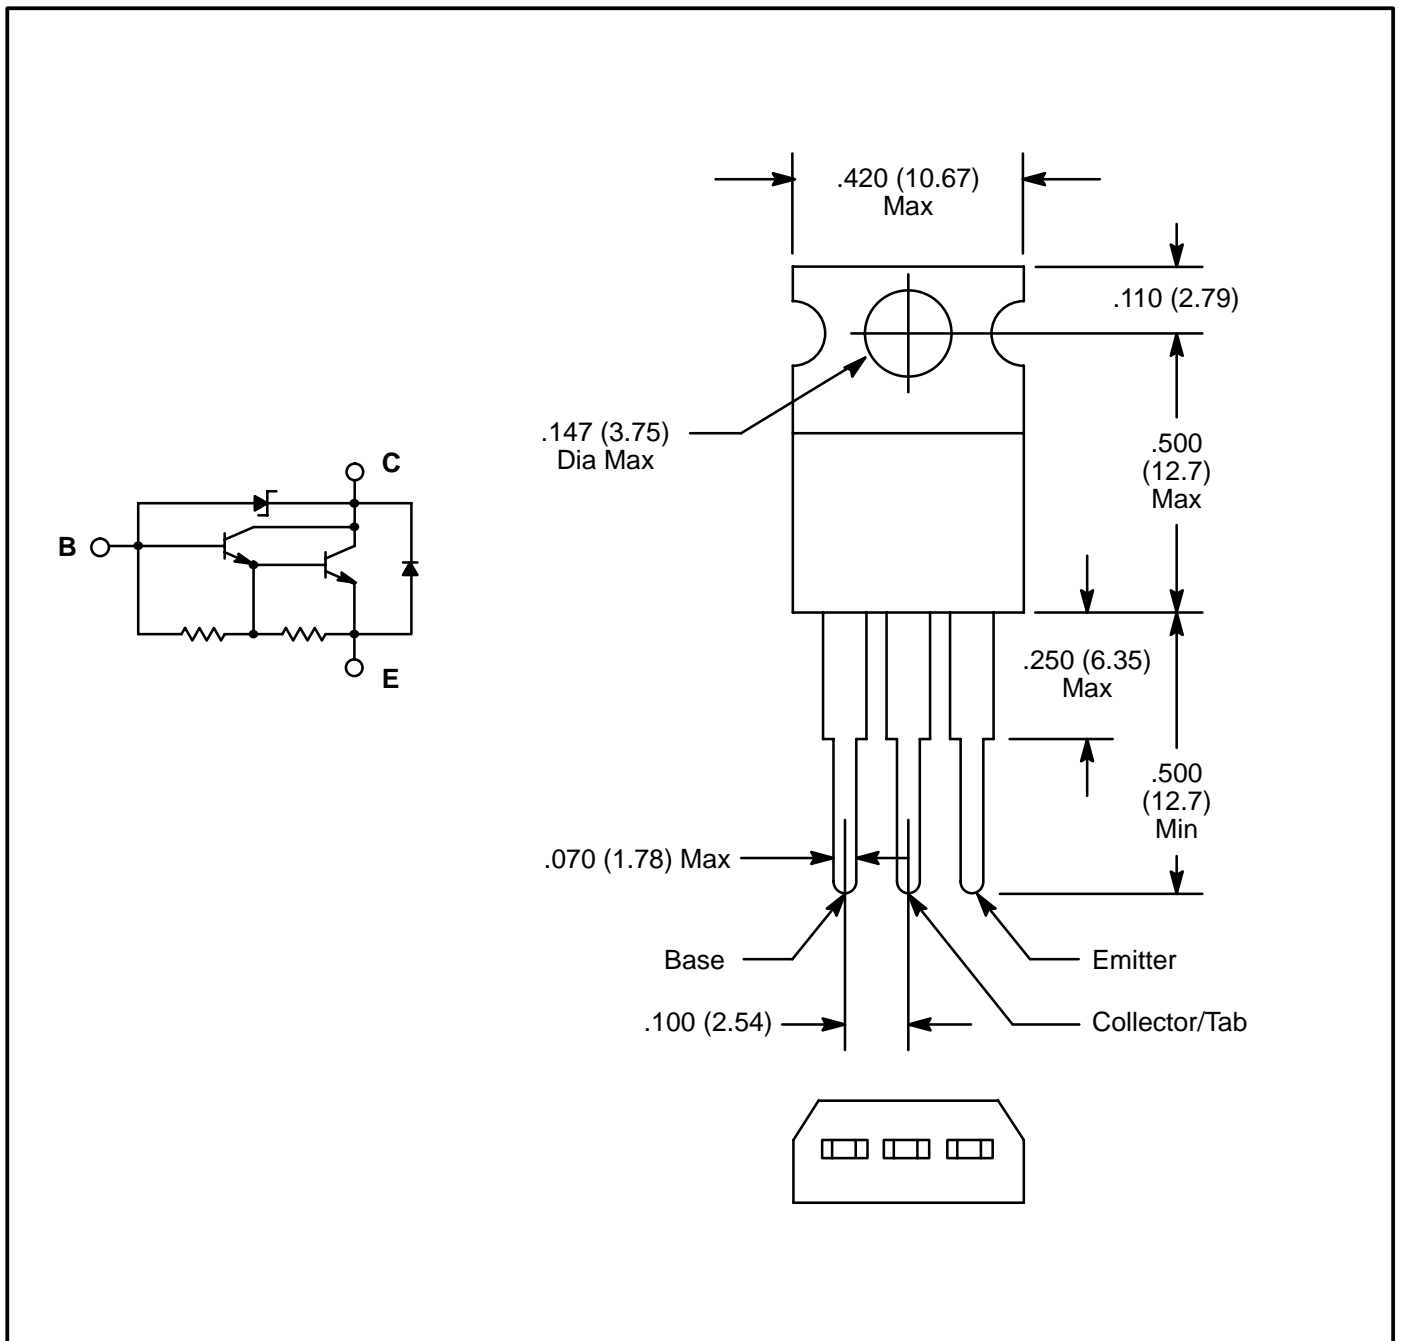 .420 (10.67)
Max
.110 (2.79)
.147 (3.75)
Dia Max
.500
(12.7)
Max
C
B
E
.250 (6.35)
Max
.500
(12.7)
Min
.070 (1.78) Max
Base
Emitter
.100 (2.54)
Collector/Tab